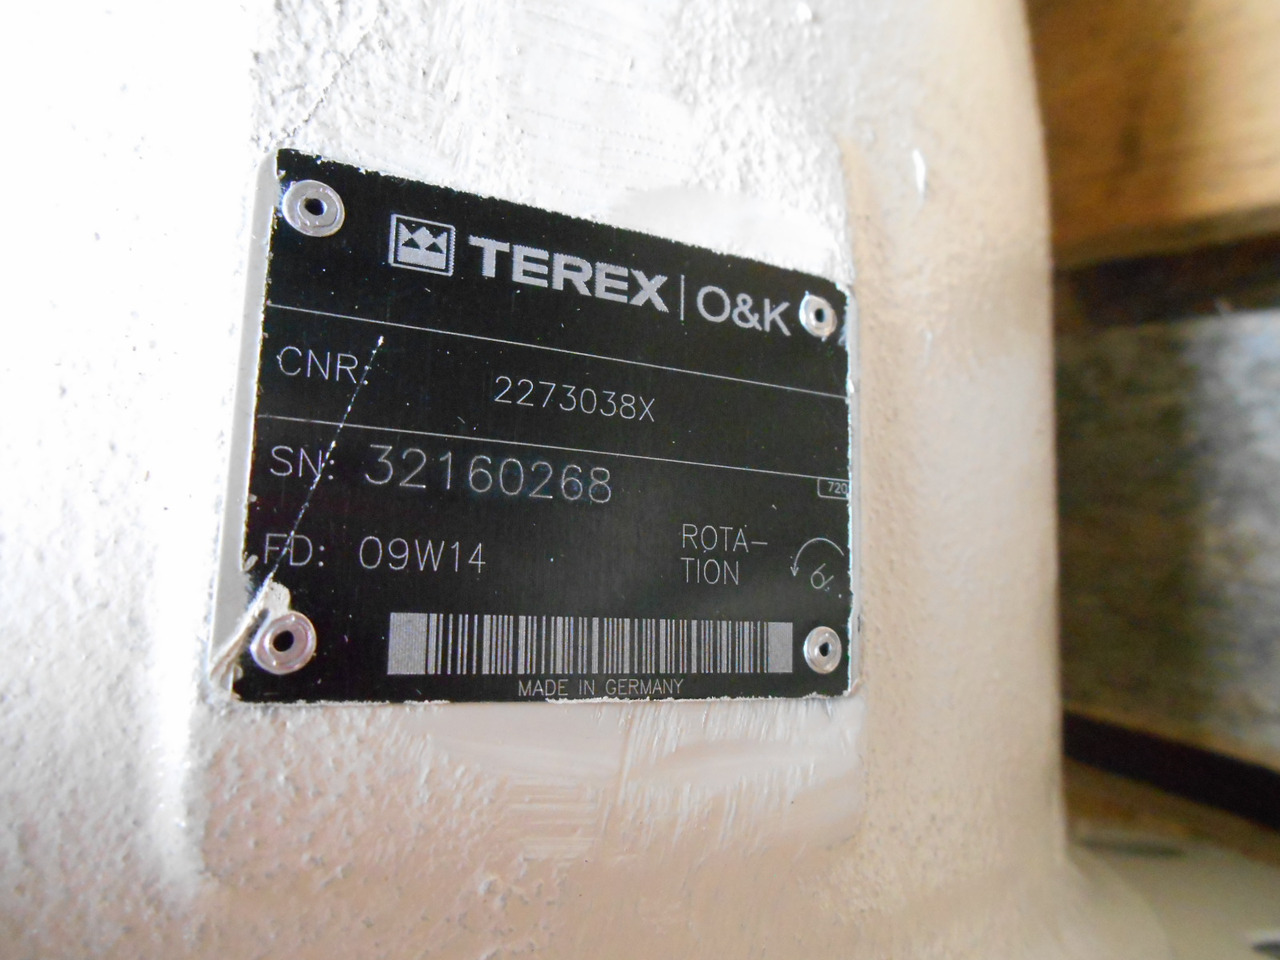 TEREX | O&K
CNR: 2273038X
SN: 32160268
720
FD: 09W14
ROTA-
TION
MADE IN GERMANY